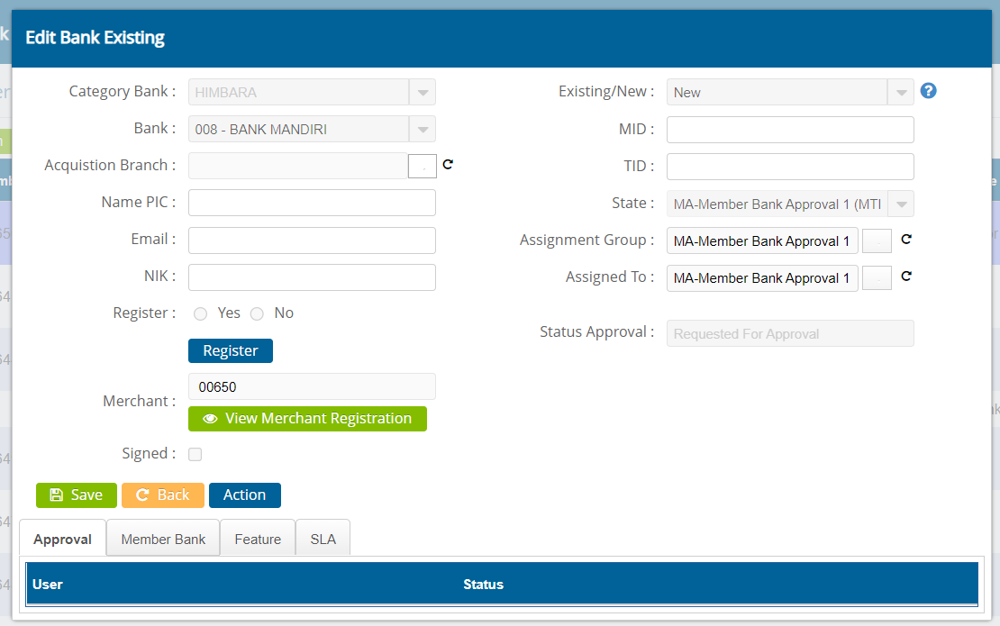 Edit Bank Existing
Category Bank : HIMBARA
Existing/New : New ?
Bank : 008 - BANK MANDIRI
MID :
Acquistion Branch :
TID :
Name PIC :
State : MA-Member Bank Approval 1 (MTI
Email :
Assignment Group : MA-Member Bank Approval 1
NIK :
Assigned To : MA-Member Bank Approval 1
Register : Yes No
Status Approval : Requested For Approval
Register
Merchant : 00650
View Merchant Registration
Signed :
Save Back Action
Approval Member Bank Feature SLA
User Status